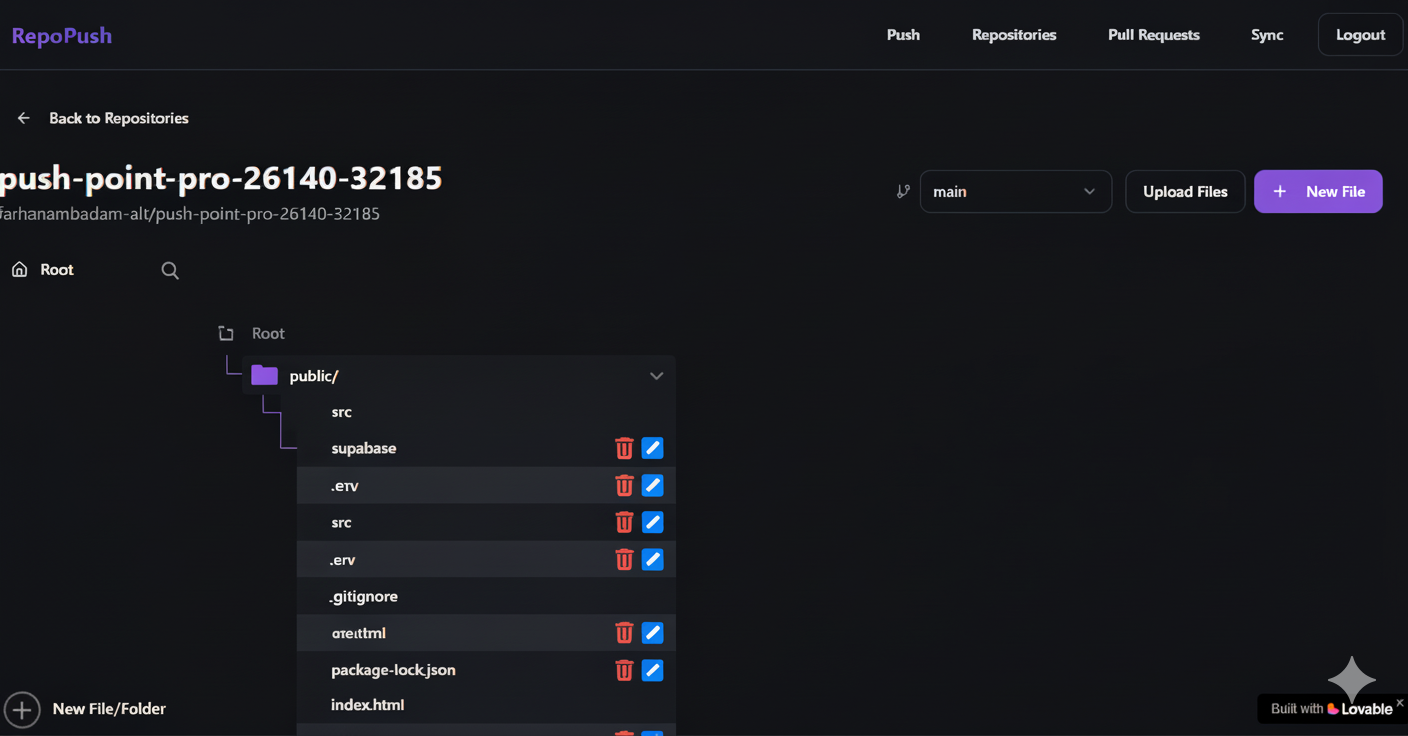 RepoPush Push Repositories Pull Requests Sync Logout
Back to Repositories
push-point-pro-26140-32185
farhanambadam-alt/push-point-pro-26140-32185
main Upload Files New File
Root
Root
public/
src
supabase
src
.erv
.gitignore
package-lock.json
index.html
New File/Folder
Built with Lovable X